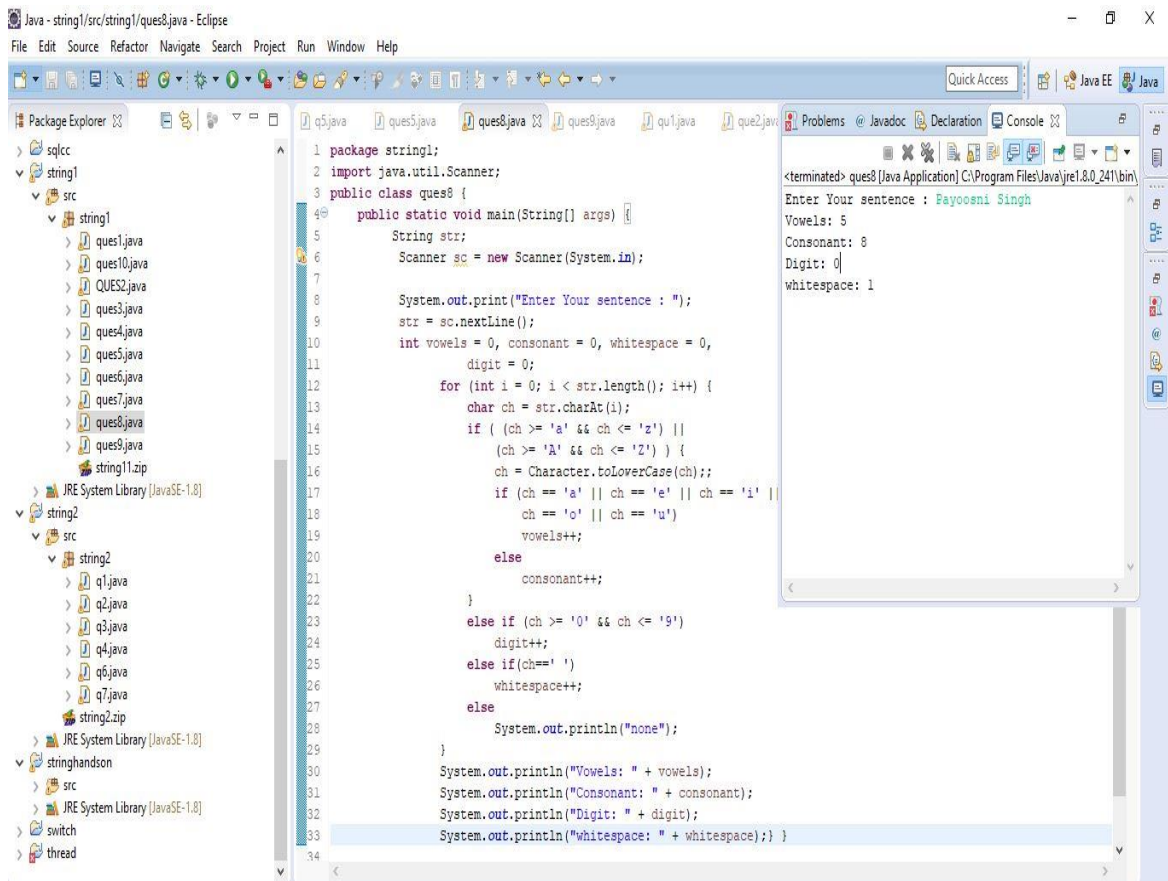 Java - string1/src/string1/ques8.java - Eclipse
File Edit Source Refactor Navigate Search Project Run Window Help
Quick Access
Java EE
Java
Package Explorer
sqlcc
string1
src
string1
ques1.java
ques10.java
QUES2.java
ques3.java
ques4.java
ques5.java
ques6.java
ques7.java
ques8.java
ques9.java
string11.zip
JRE System Library [JavaSE-1.8]
string2
src
string2
q1.java
q2.java
q3.java
q4.java
q6.java
q7.java
string2.zip
JRE System Library [JavaSE-1.8]
stringhandson
src
JRE System Library [JavaSE-1.8]
switch
thread
q5.java ques5.java ques8.java ques9.java qu1.java que2.java
1 package string1;
2 import java.util.Scanner;
3 public class ques8 {
4 public static void main(String[] args) {
5 String str;
6 Scanner sc = new Scanner(System.in);
7
8 System.out.print("Enter Your sentence : ");
9 str = sc.nextLine();
10 int vowels = 0, consonant = 0, whitespace = 0,
11 digit = 0;
12 for (int i = 0; i < str.length(); i++) {
13 char ch = str.charAt(i);
14 if ( (ch >= 'a' && ch <= 'z') ||
15 (ch >= 'A' && ch <= 'Z') ) {
16 ch = Character.toLowerCase(ch);;
17 if (ch == 'a' || ch == 'e' || ch == 'i' ||
18 ch == 'o' || ch == 'u')
19 vowels++;
20 else
21 consonant++;
22 }
23 else if (ch >= '0' && ch <= '9')
24 digit++;
25 else if(ch==' ')
26 whitespace++;
27 else
28 System.out.println("none");
29 }
30 System.out.println("Vowels: " + vowels);
31 System.out.println("Consonant: " + consonant);
32 System.out.println("Digit: " + digit);
33 System.out.println("whitespace: " + whitespace);} }
34
Problems @ Javadoc Declaration Console
<terminated> ques8 [Java Application] C:\Program Files\Java\jre1.8.0_241\bin\
Enter Your sentence : Payoosni Singh
Vowels: 5
Consonant: 8
Digit: 0
whitespace: 1